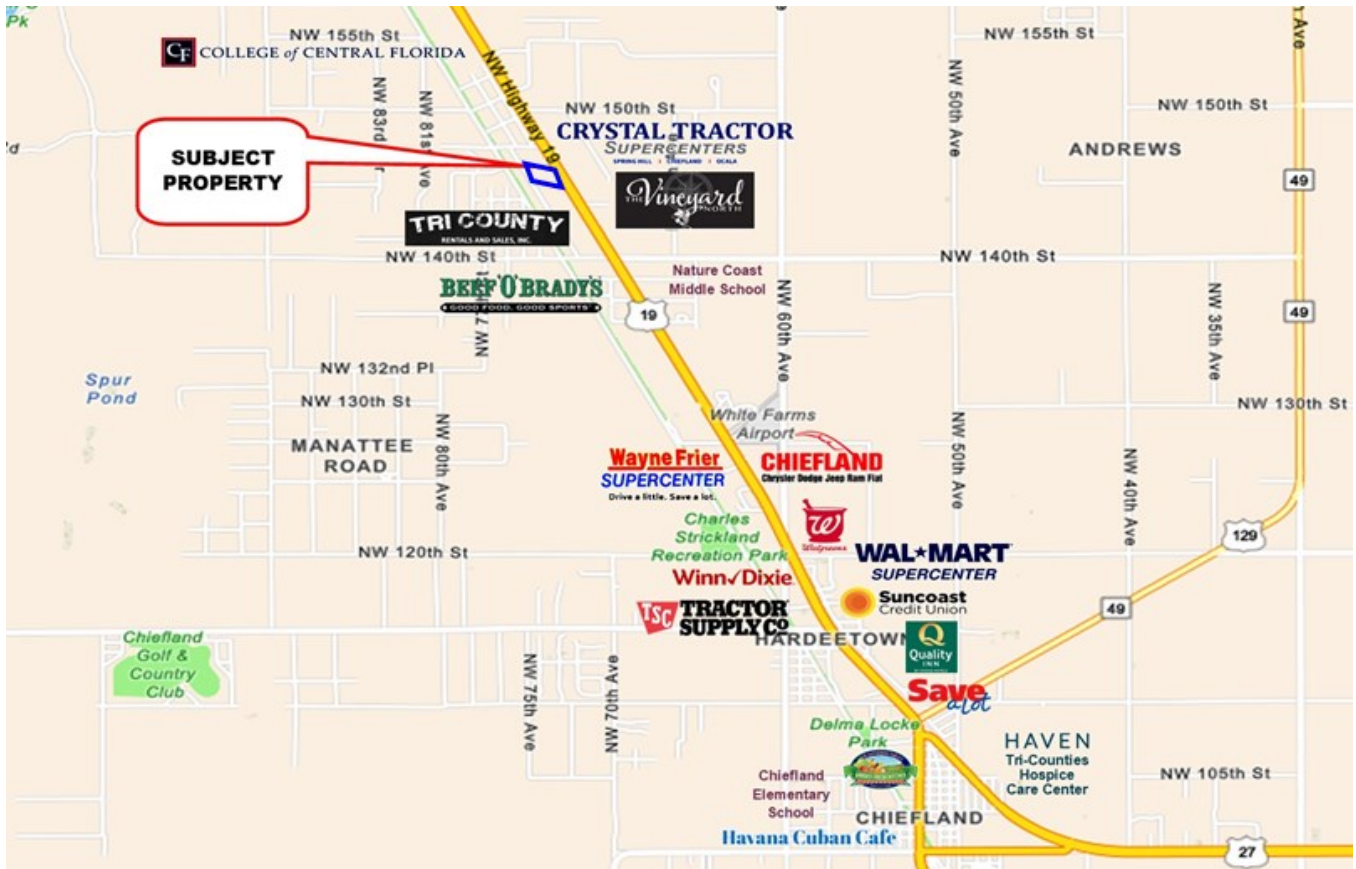 Pk
NW 155th St
CF COLLEGE of CENTRAL FLORIDA
NW Highway 19
NW 155th St
Ave
NW 83rd
NW 81st Ave
NW 150th St
NW 50th Ave
NW 150th St
CRYSTAL TRACTOR
SUPERCENTERS
SPRING HILL | CHIEFLAND | OCALA
ANDREWS
SUBJECT
PROPERTY
49
THE Vineyard
NORTH
TRI COUNTY
RENTALS AND SALES, INC.
NW 140th St
NW 140th St
Nature Coast
Middle School
BEEF 'O' BRADY'S
GOOD FOOD. GOOD SPORTS
19
NW 60th Ave
NW 35th Ave
49
NW 132nd Pl
Spur
Pond
NW 130th St
NW 130th St
White Farms
Airport
MANATTEE
ROAD
NW 80th Ave
NW 50th Ave
NW 40th Ave
Wayne Frier
SUPERCENTER
Drive a little. Save a lot.
CHIEFLAND
Chrysler Dodge Jeep Ram Fiat
Charles
Strickland
Recreation Park
W
Walgreens
129
NW 120th St
WAL★MART
SUPERCENTER
Winn✓Dixie
Suncoast
Credit Union
49
TSC TRACTOR
SUPPLY CO
HARDEETOWN
Q
Quality
INN
Chiefland
Golf &
Country
Club
NW 75th Ave
NW 70th Ave
Save
a lot
Delma Locke
Park
HAVEN
Tri-Counties
Hospice
Care Center
NW 105th St
Chiefland
Elementary
School
CHIEFLAND
Havana Cuban Cafe
27